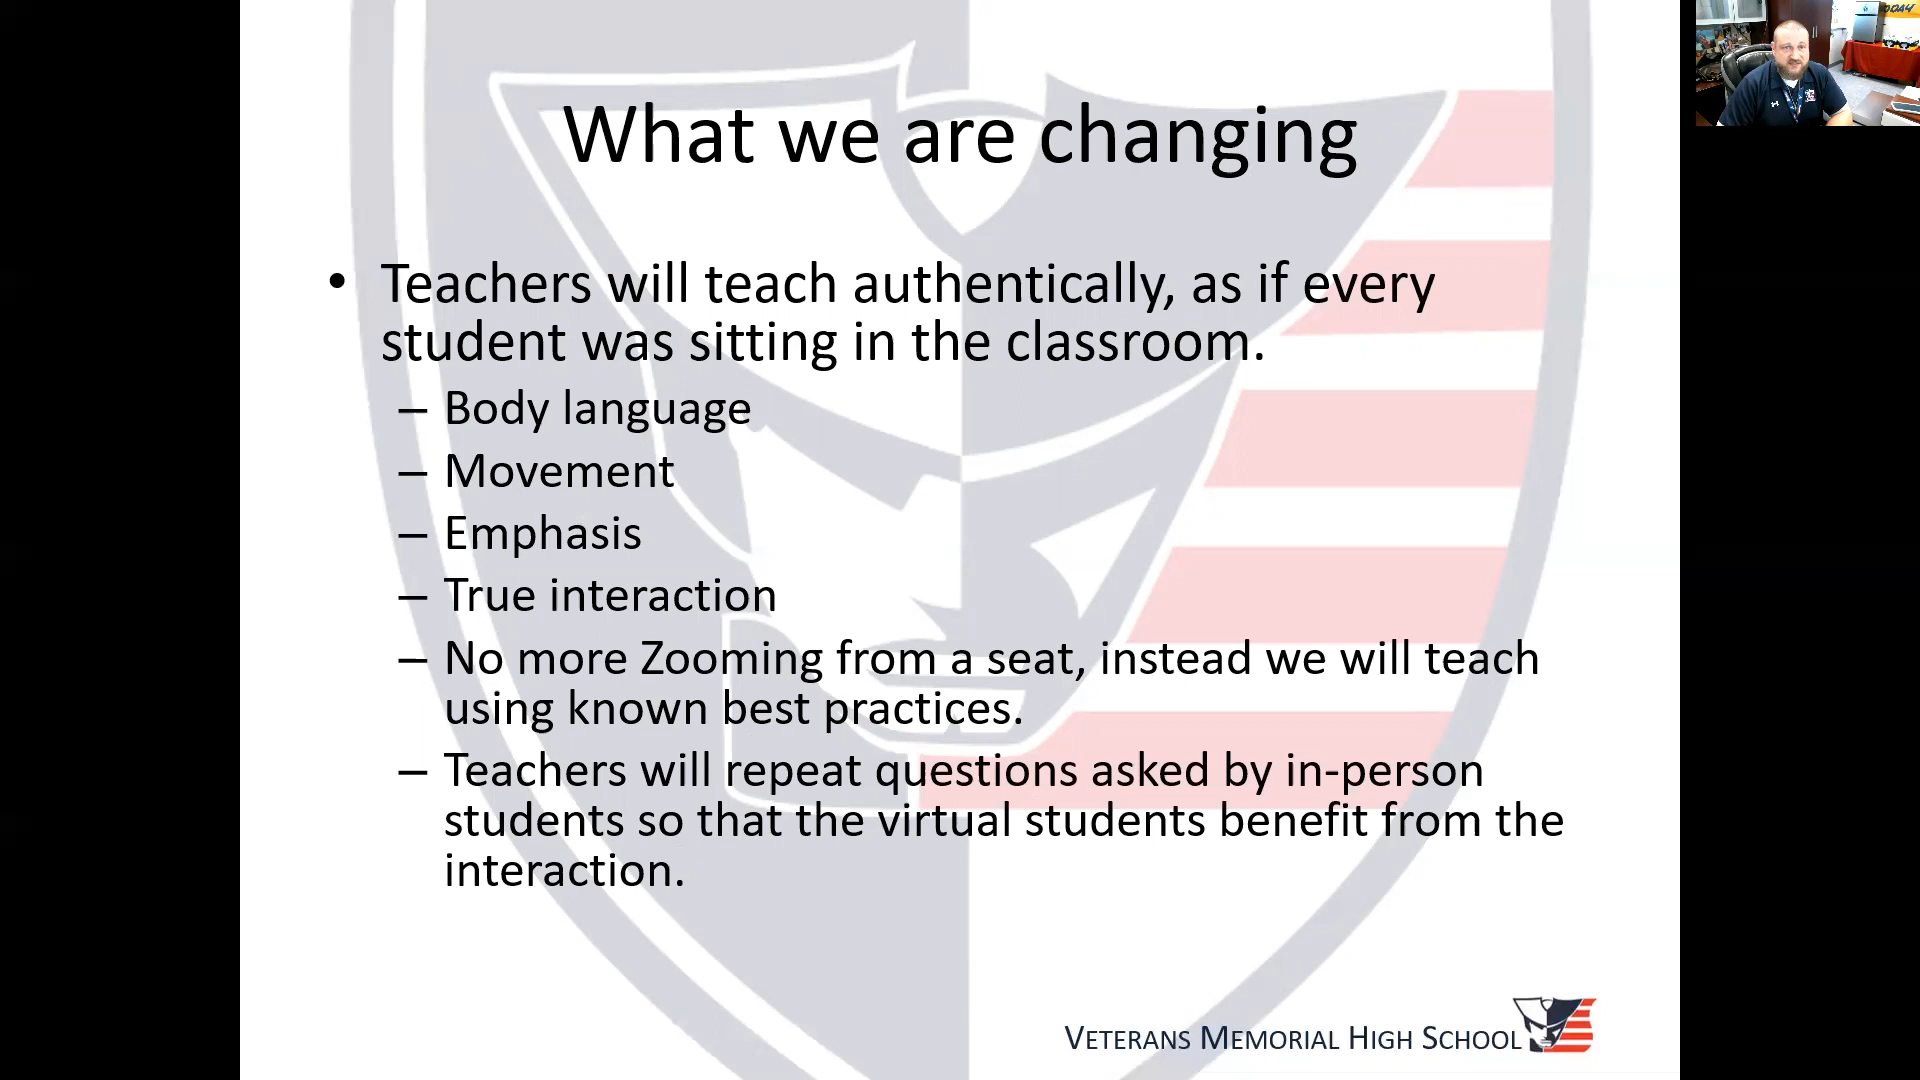 What we are changing
• Teachers will teach authentically, as if every
student was sitting in the classroom.
– Body language
– Movement
– Emphasis
– True interaction
– No more Zooming from a seat, instead we will teach
using known best practices.
– Teachers will repeat questions asked by in-person
students so that the virtual students benefit from the
interaction.
VETERANS MEMORIAL HIGH SCHOOL